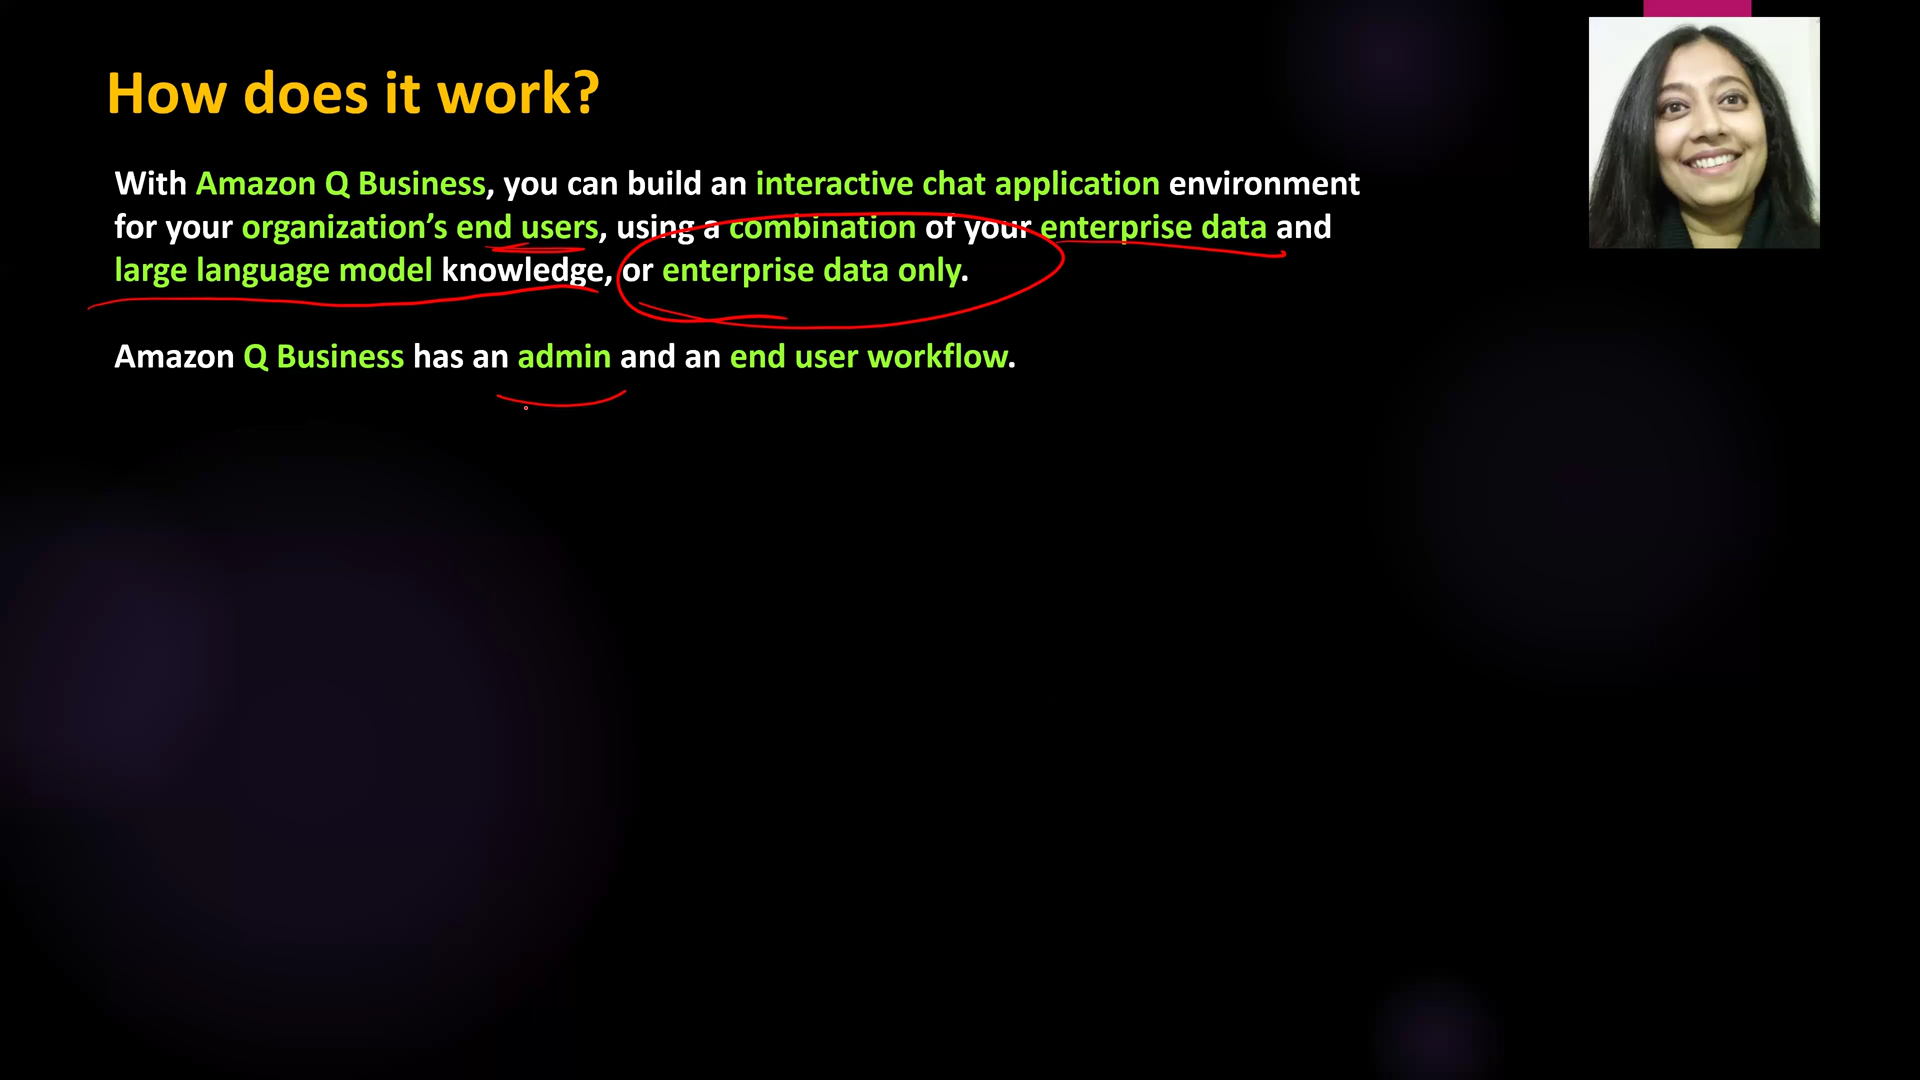 How does it work?
With Amazon Q Business, you can build an interactive chat application environment
for your organization’s end users, using a combination of your enterprise data and
large language model knowledge, or enterprise data only.
Amazon Q Business has an admin and an end user workflow.